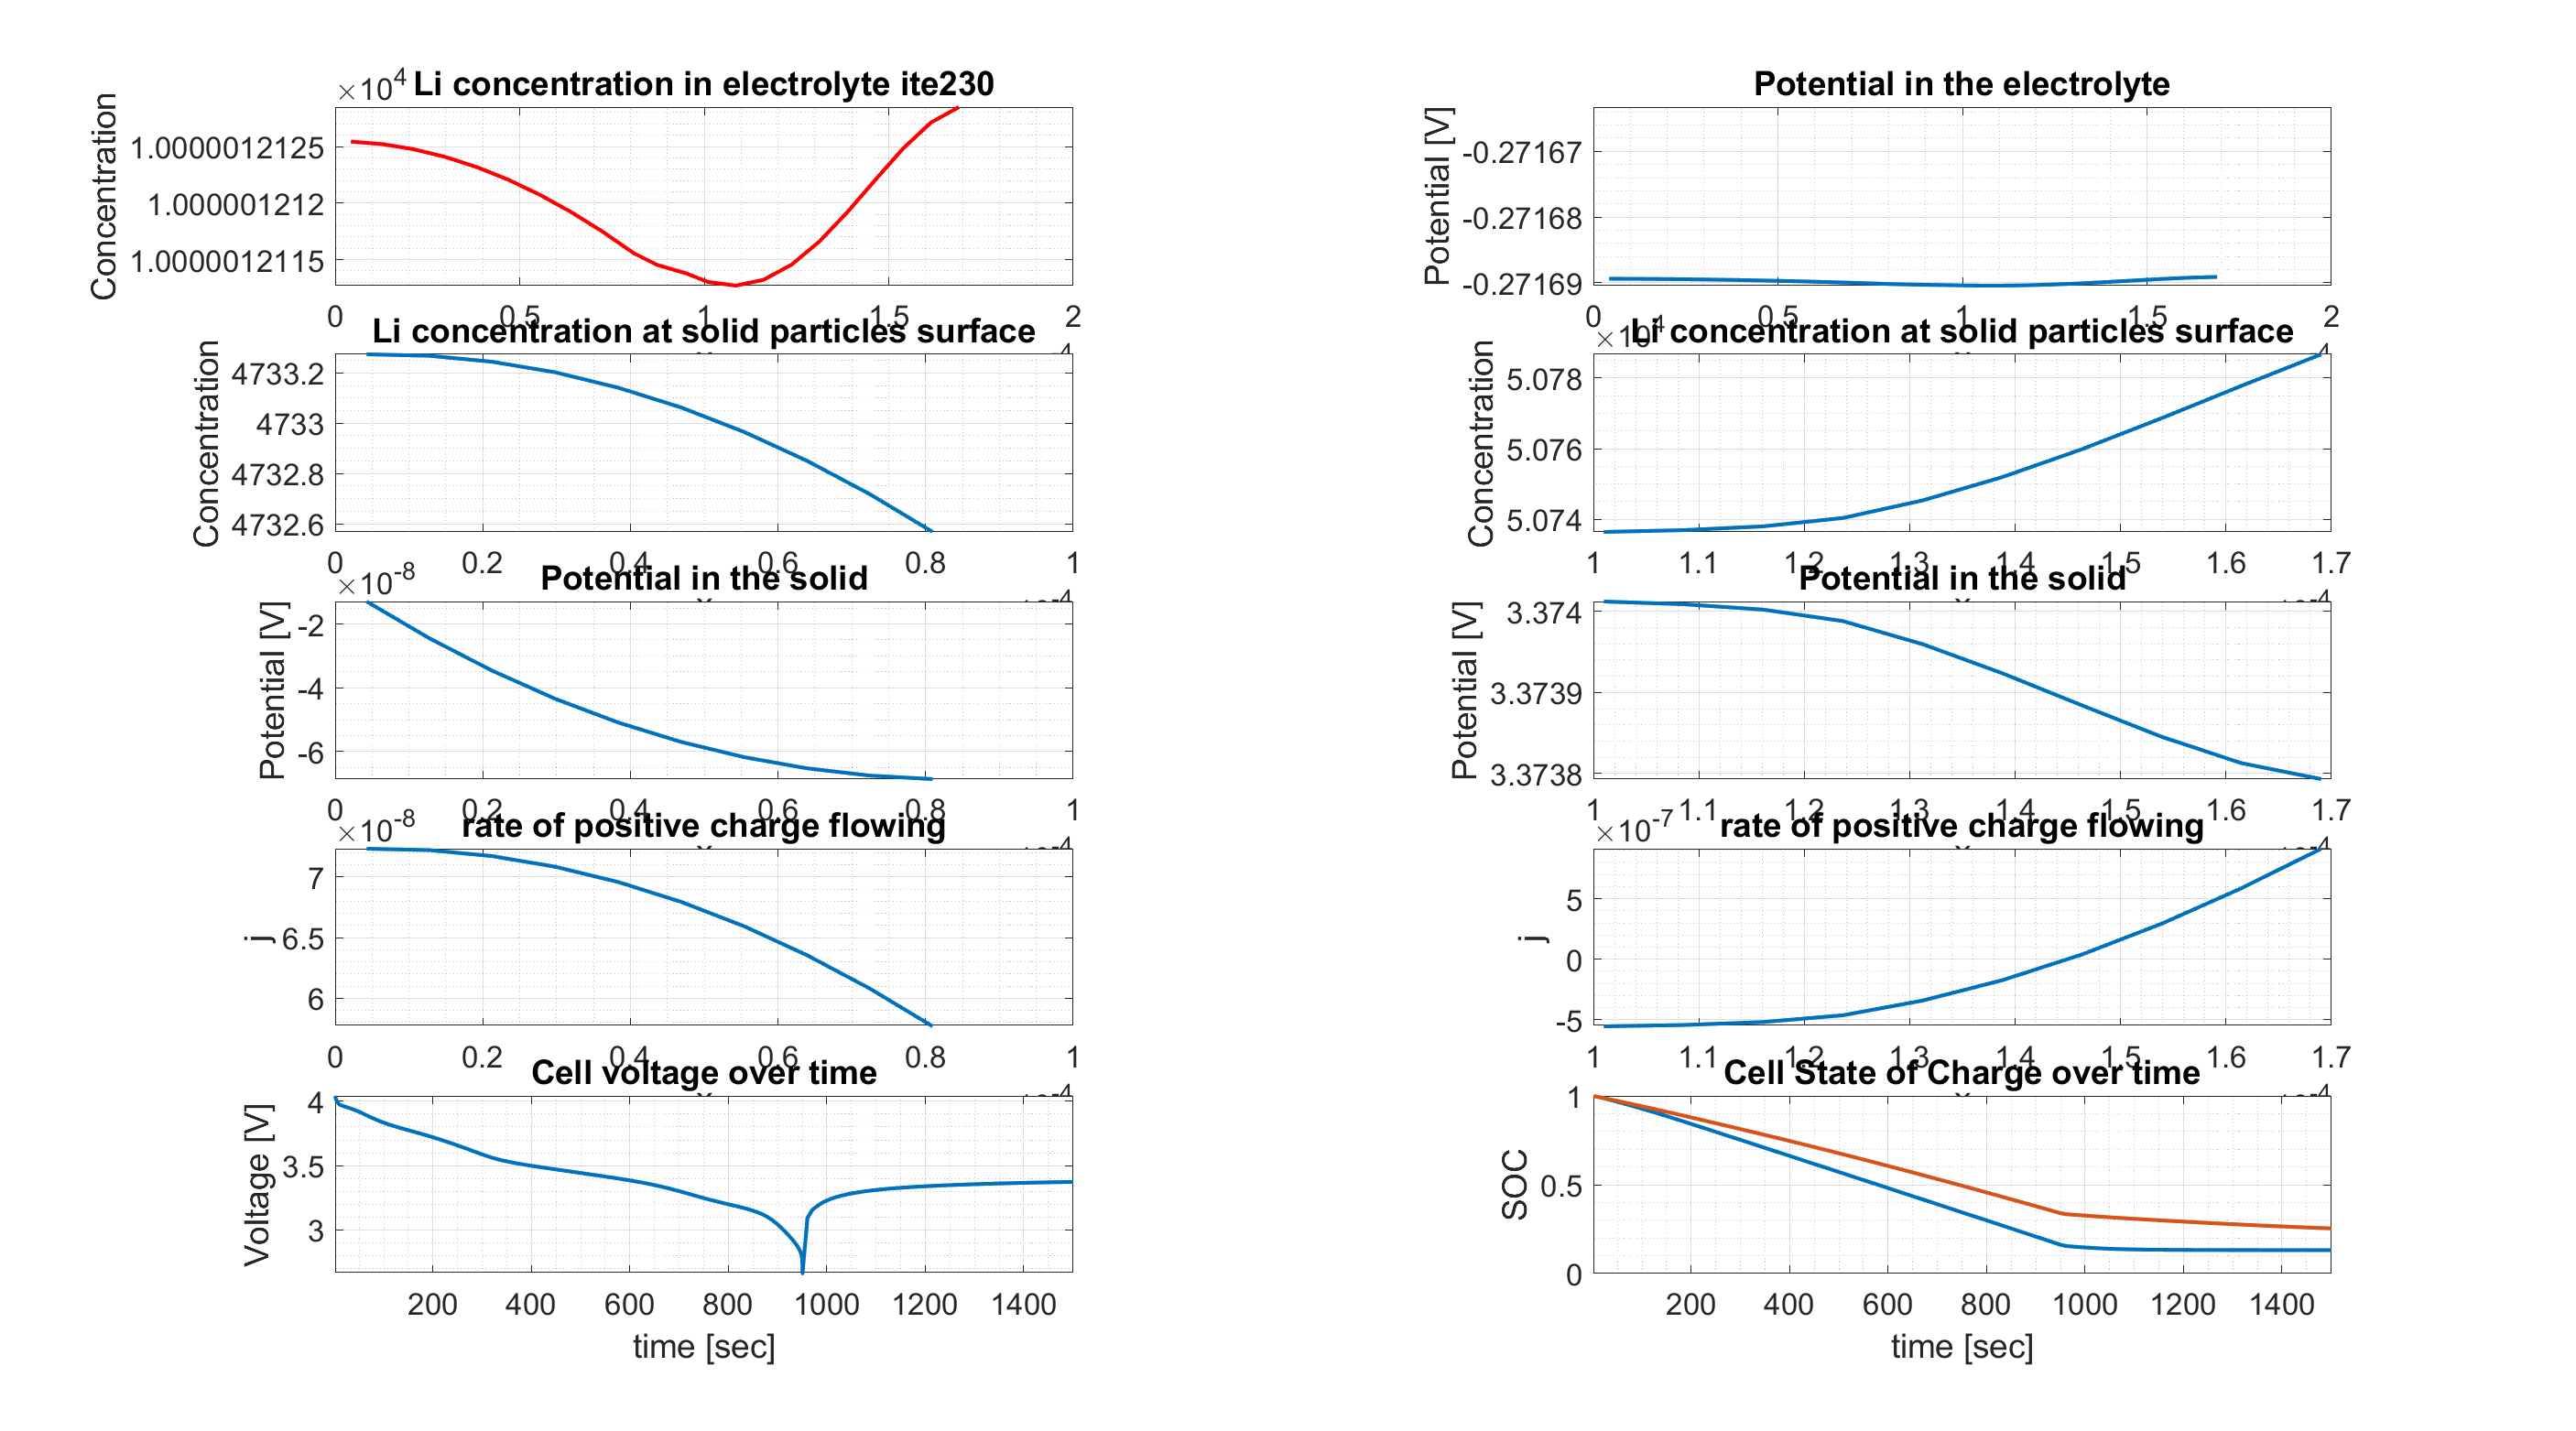 ×10^4 Li concentration in electrolyte ite230
Concentration
1.0000012125
1.000001212
1.0000012115
0 0.5 1 1.5 2
Potential in the electrolyte
Potential [V]
-0.27167
-0.27168
-0.27169
0 0.5 1 1.5 2
Li concentration at solid particles surface
Concentration
4733.2
4733
4732.8
4732.6
0 0.2 0.4 0.6 0.8 1
×10^4
Li concentration at solid particles surface
Concentration
5.078
5.076
5.074
1 1.1 1.2 1.3 1.4 1.5 1.6 1.7
Potential in the solid
×10^-8
Potential [V]
-2
-4
-6
0 0.2 0.4 0.6 0.8 1
Potential in the solid
Potential [V]
3.374
3.3739
3.3738
1 1.1 1.2 1.3 1.4 1.5 1.6 1.7
×10^-8 rate of positive charge flowing
j
7
6.5
6
0 0.2 0.4 0.6 0.8 1
×10^-7 rate of positive charge flowing
j
5
0
-5
1 1.1 1.2 1.3 1.4 1.5 1.6 1.7
Cell voltage over time
Voltage [V]
4
3.5
3
200 400 600 800 1000 1200 1400
time [sec]
Cell State of Charge over time
SOC
1
0.5
0
200 400 600 800 1000 1200 1400
time [sec]